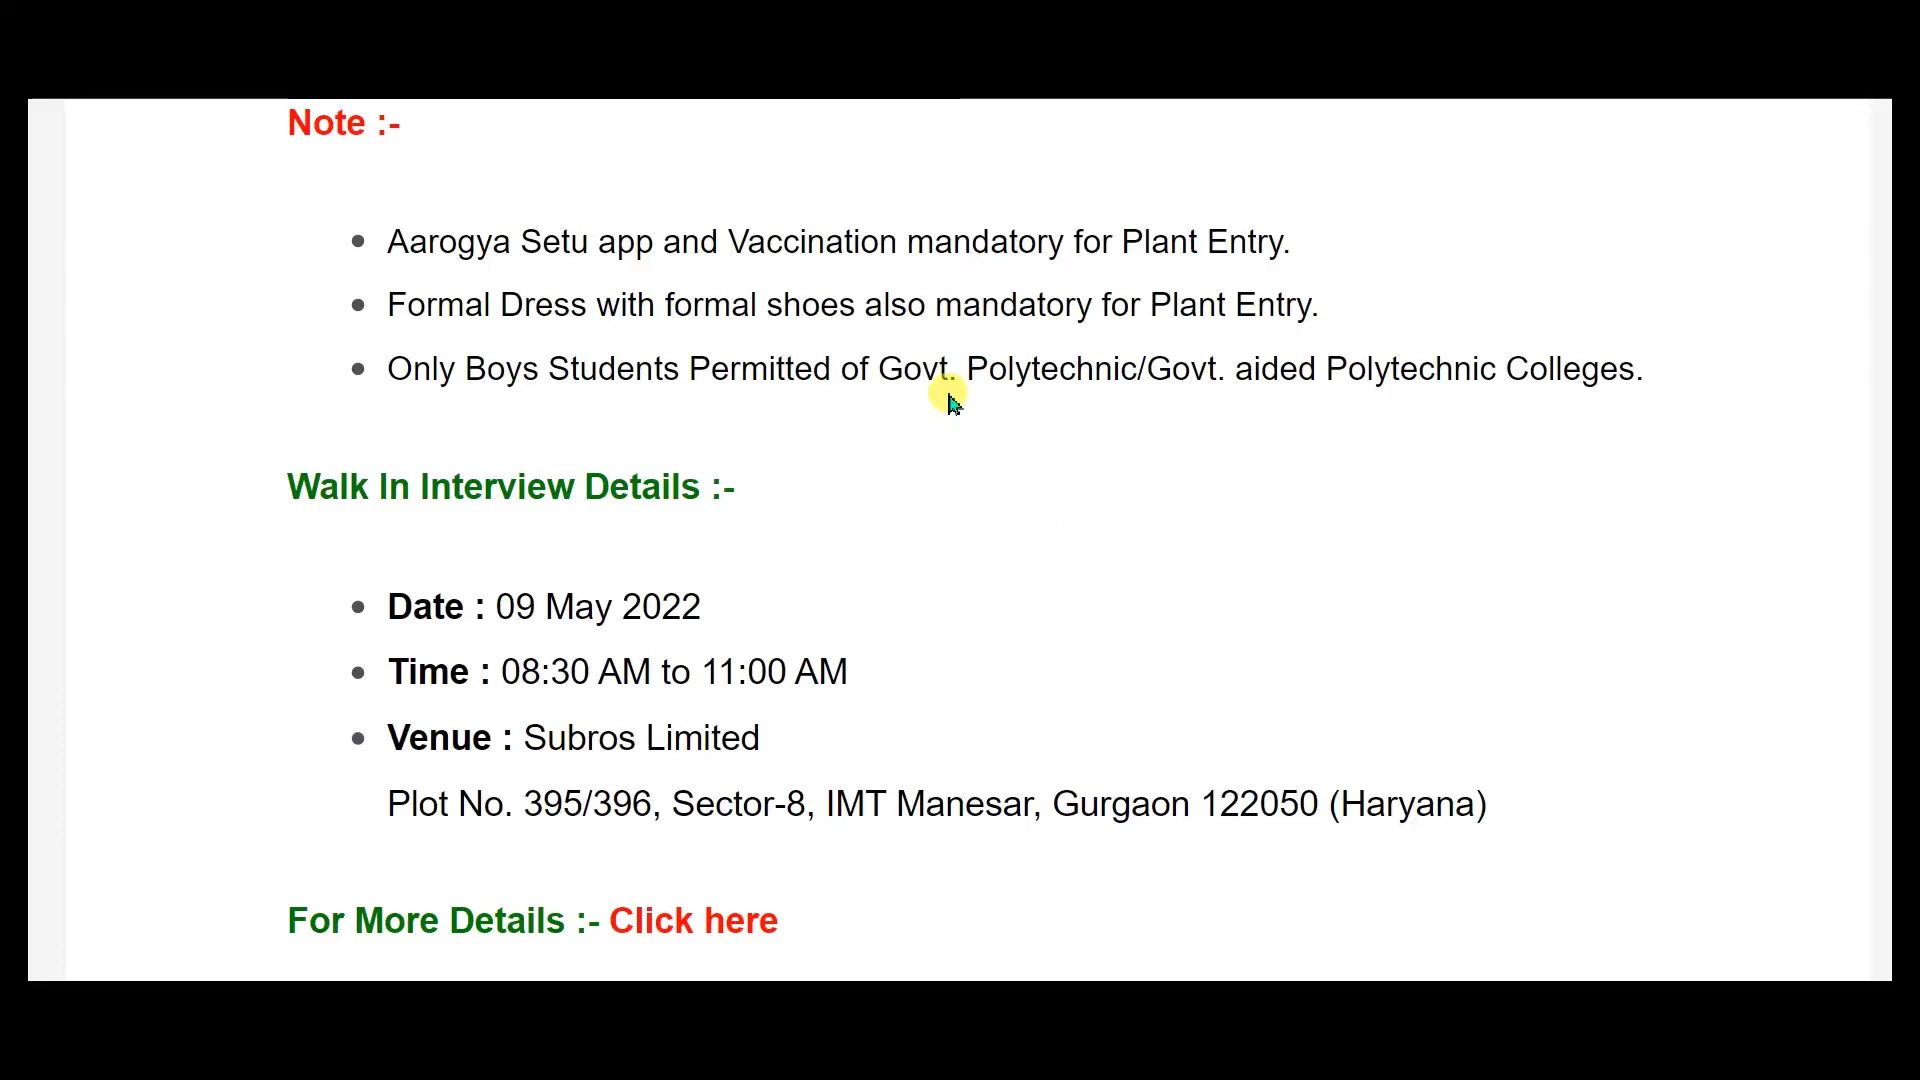 Note :-
Aarogya Setu app and Vaccination mandatory for Plant Entry.
Formal Dress with formal shoes also mandatory for Plant Entry.
Only Boys Students Permitted of Govt. Polytechnic/Govt. aided Polytechnic Colleges.
Walk In Interview Details :-
Date : 09 May 2022
Time : 08:30 AM to 11:00 AM
Venue : Subros Limited
Plot No. 395/396, Sector-8, IMT Manesar, Gurgaon 122050 (Haryana)
For More Details :- Click here